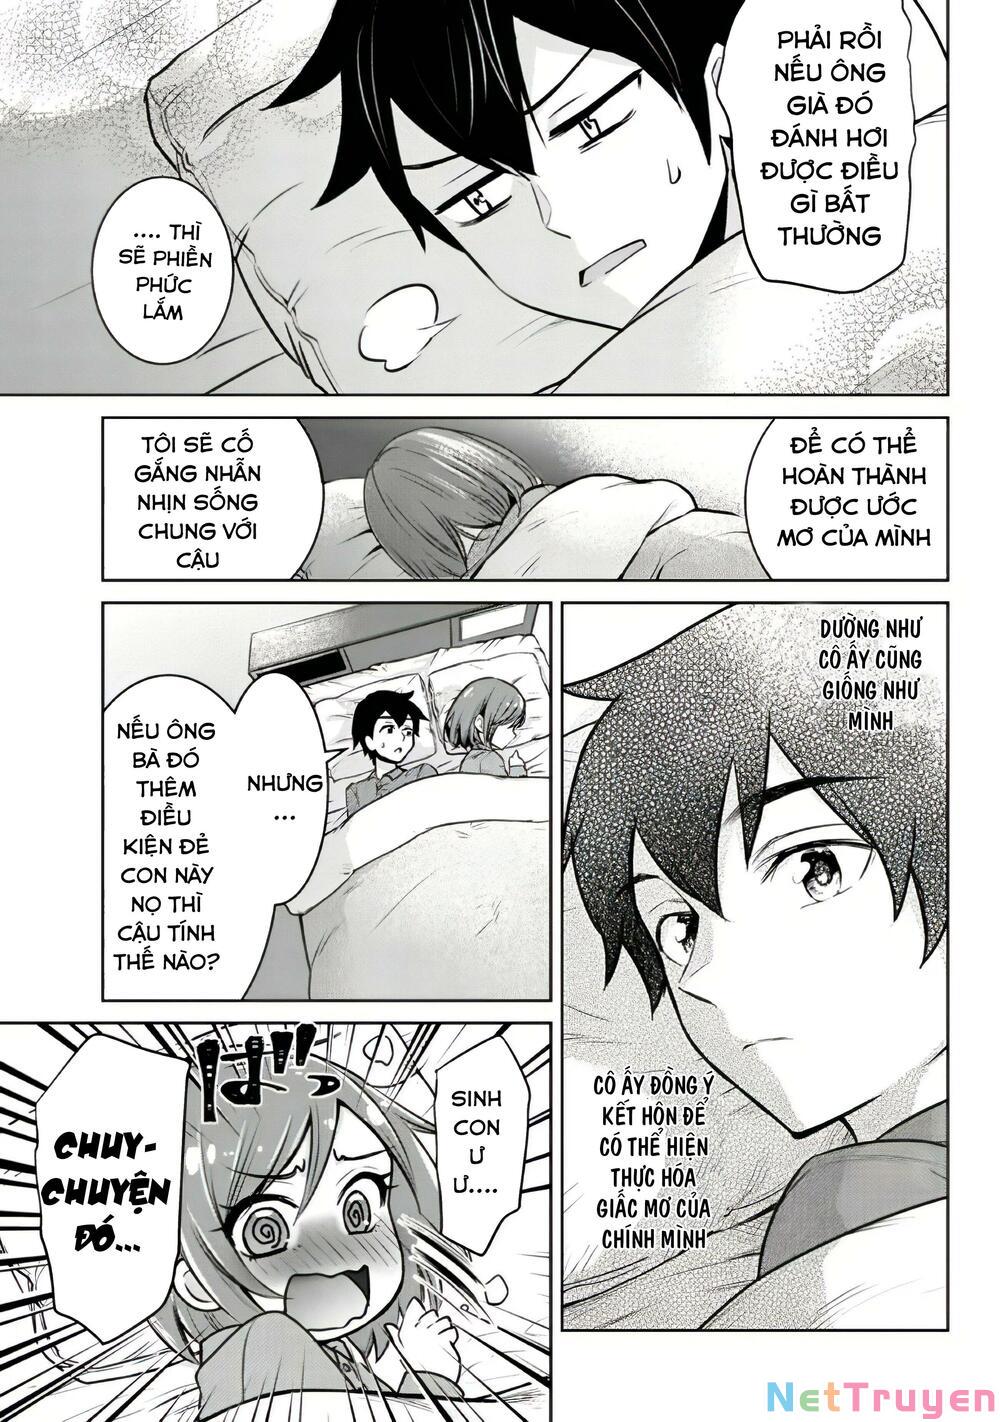 PHẢI RỒI
NẾU ÔNG
GIÀ ĐÓ
ĐÁNH HƠI
ĐƯỢC ĐIỀU
GÌ BẤT
THƯỜNG
.... THÌ
SẼ PHIỀN
PHỨC
LẮM
ĐỂ CÓ THỂ
HOÀN THÀNH
ĐƯỢC ƯỚC
MƠ CỦA MÌNH
TÔI SẼ CỐ
GẮNG NHẪN
NHỊN SỐNG
CHUNG VỚI
CẬU
DƯỜNG NHƯ
CÔ ẤY CŨNG
GIỐNG NHƯ
MÌNH
CÔ ẤY ĐỒNG Ý
KẾT HÔN ĐỂ
CÓ THỂ HIỆN
THỰC HÓA
GIẤC MƠ CỦA
CHÍNH MÌNH
NHƯNG
...
NẾU ÔNG
BÀ ĐÓ
THÊM
ĐIỀU
KIỆN ĐẺ
CON NÀY
NỌ THÌ
CẬU TÍNH
THẾ NÀO?
ばっ
SINH
CON
Ư
Ư....
CHUY-
CHUYỆN
ĐÓ...
NetTruyen